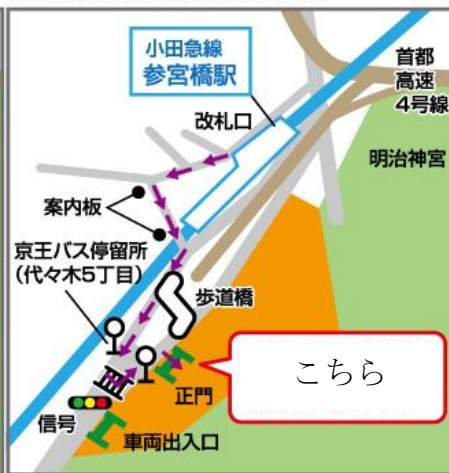 小田急線
参宮橋駅
首都
高速
4号線
改札口
明治神宮
案内板
京王バス停留所
(代々木5丁目)
歩道橋
こちら
正門
信号
車両出入口